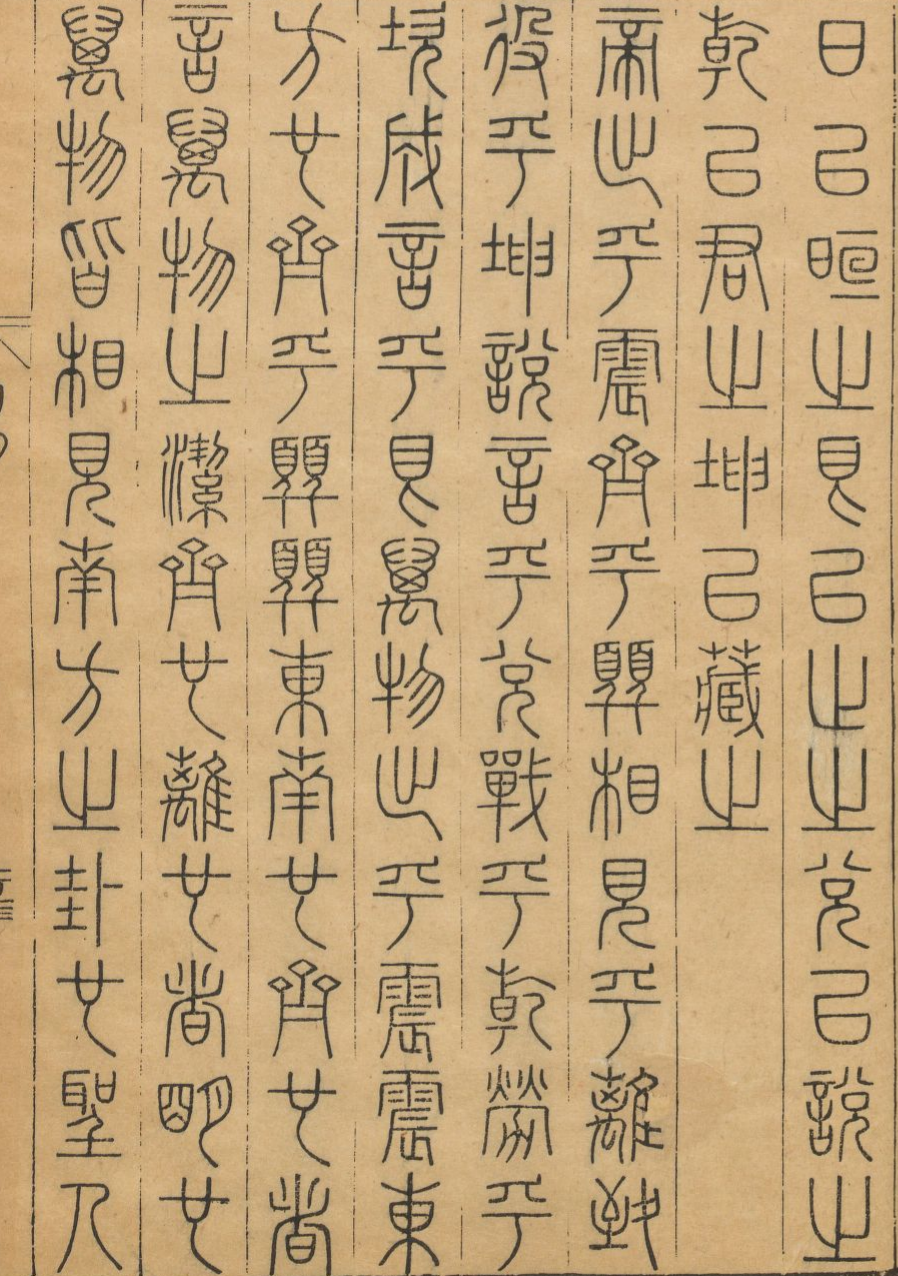 日以晅之艮以止之兌以說之
乾以君之坤以藏之
帝出乎震齊乎巽相見乎離致
役乎坤說言乎兌戰乎乾勞乎
坎成言乎艮萬物出乎震震東
方也齊乎巽巽東南也齊也者
言萬物之潔齊也離也者明也
萬物皆相見南方之卦也聖人